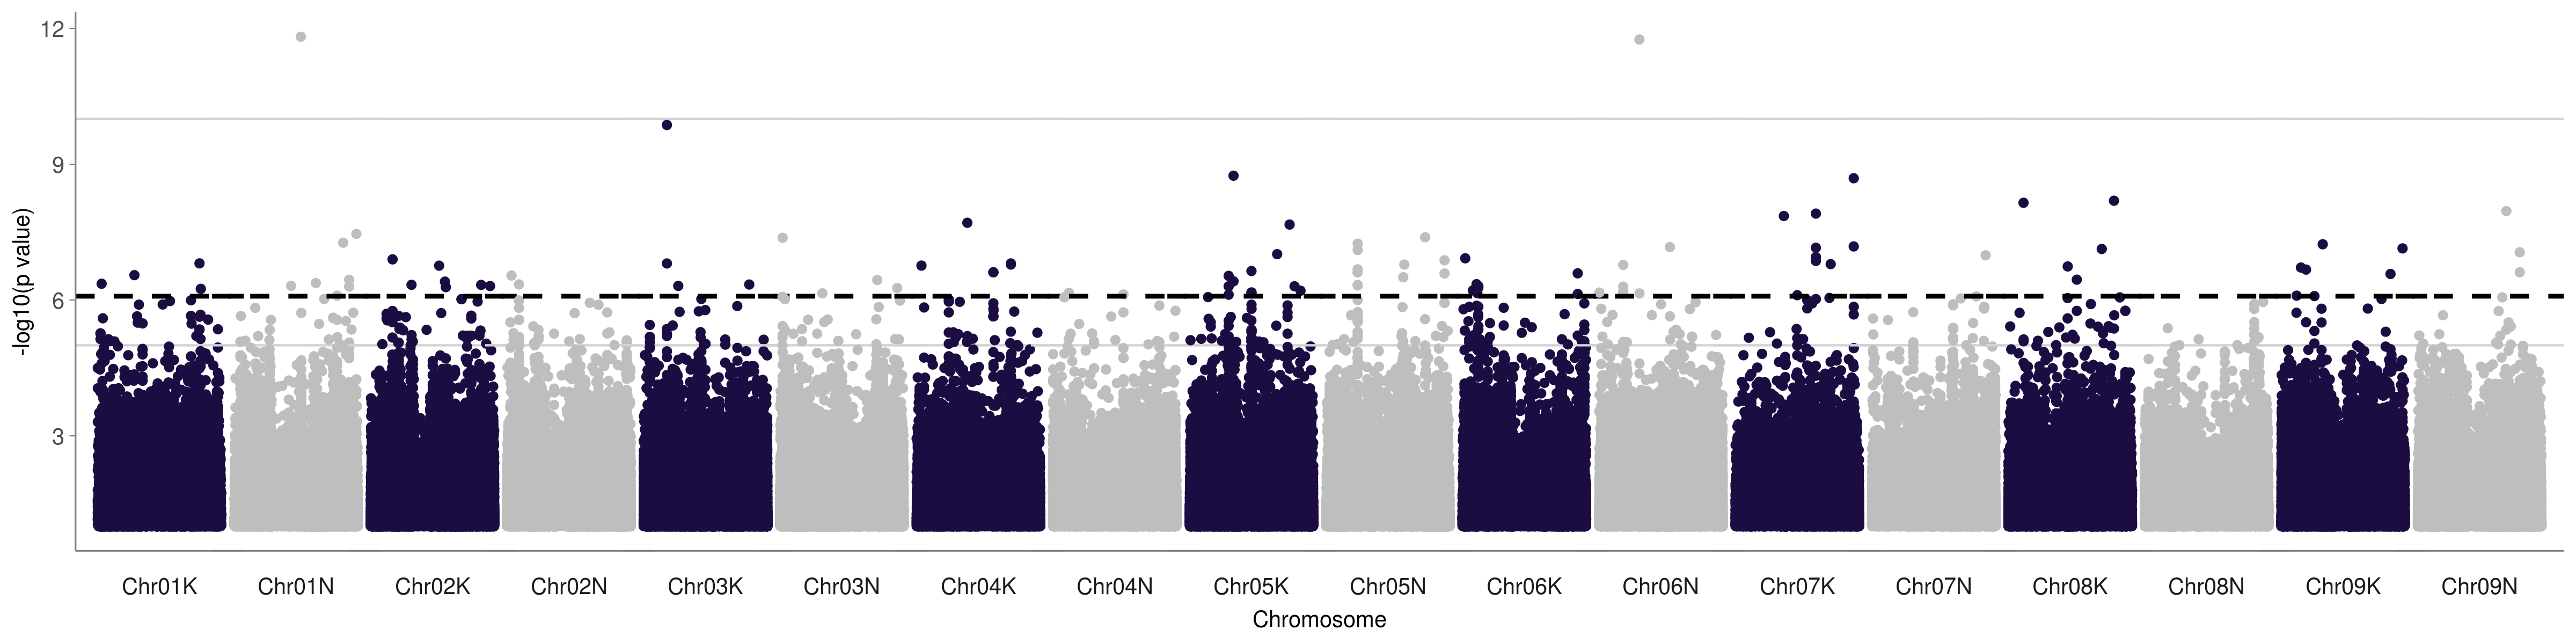 12
9
6
3
-log10(p value)
Chr01K Chr01N Chr02K Chr02N Chr03K Chr03N Chr04K Chr04N Chr05K Chr05N Chr06K Chr06N Chr07K Chr07N Chr08K Chr08N Chr09K Chr09N
Chromosome